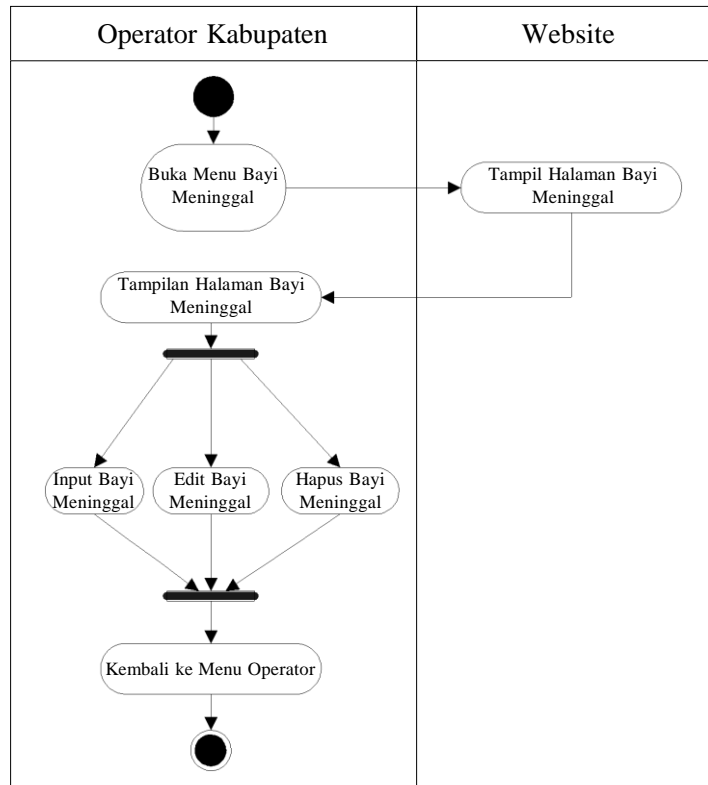 Operator Kabupaten
Website
Buka Menu Bayi
Meninggal
Tampil Halaman Bayi
Meninggal
Tampilan Halaman Bayi
Meninggal
Input Bayi
Meninggal
Edit Bayi
Meninggal
Hapus Bayi
Meninggal
Kembali ke Menu Operator